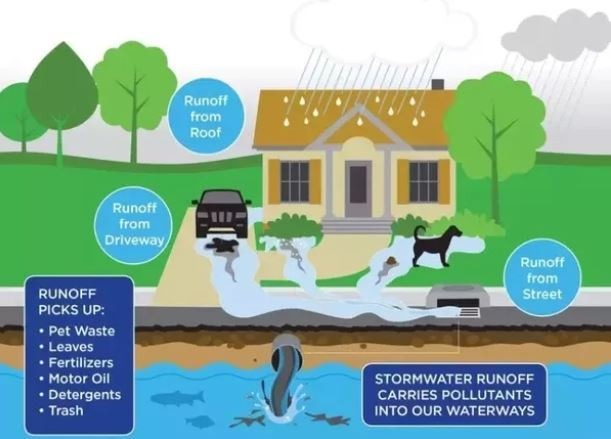 Runoff
from
Roof
Runoff
from
Driveway
Runoff
from
Street
RUNOFF
PICKS UP:
• Pet Waste
• Leaves
• Fertilizers
• Motor Oil
• Detergents
• Trash
STORMWATER RUNOFF
CARRIES POLLUTANTS
INTO OUR WATERWAYS